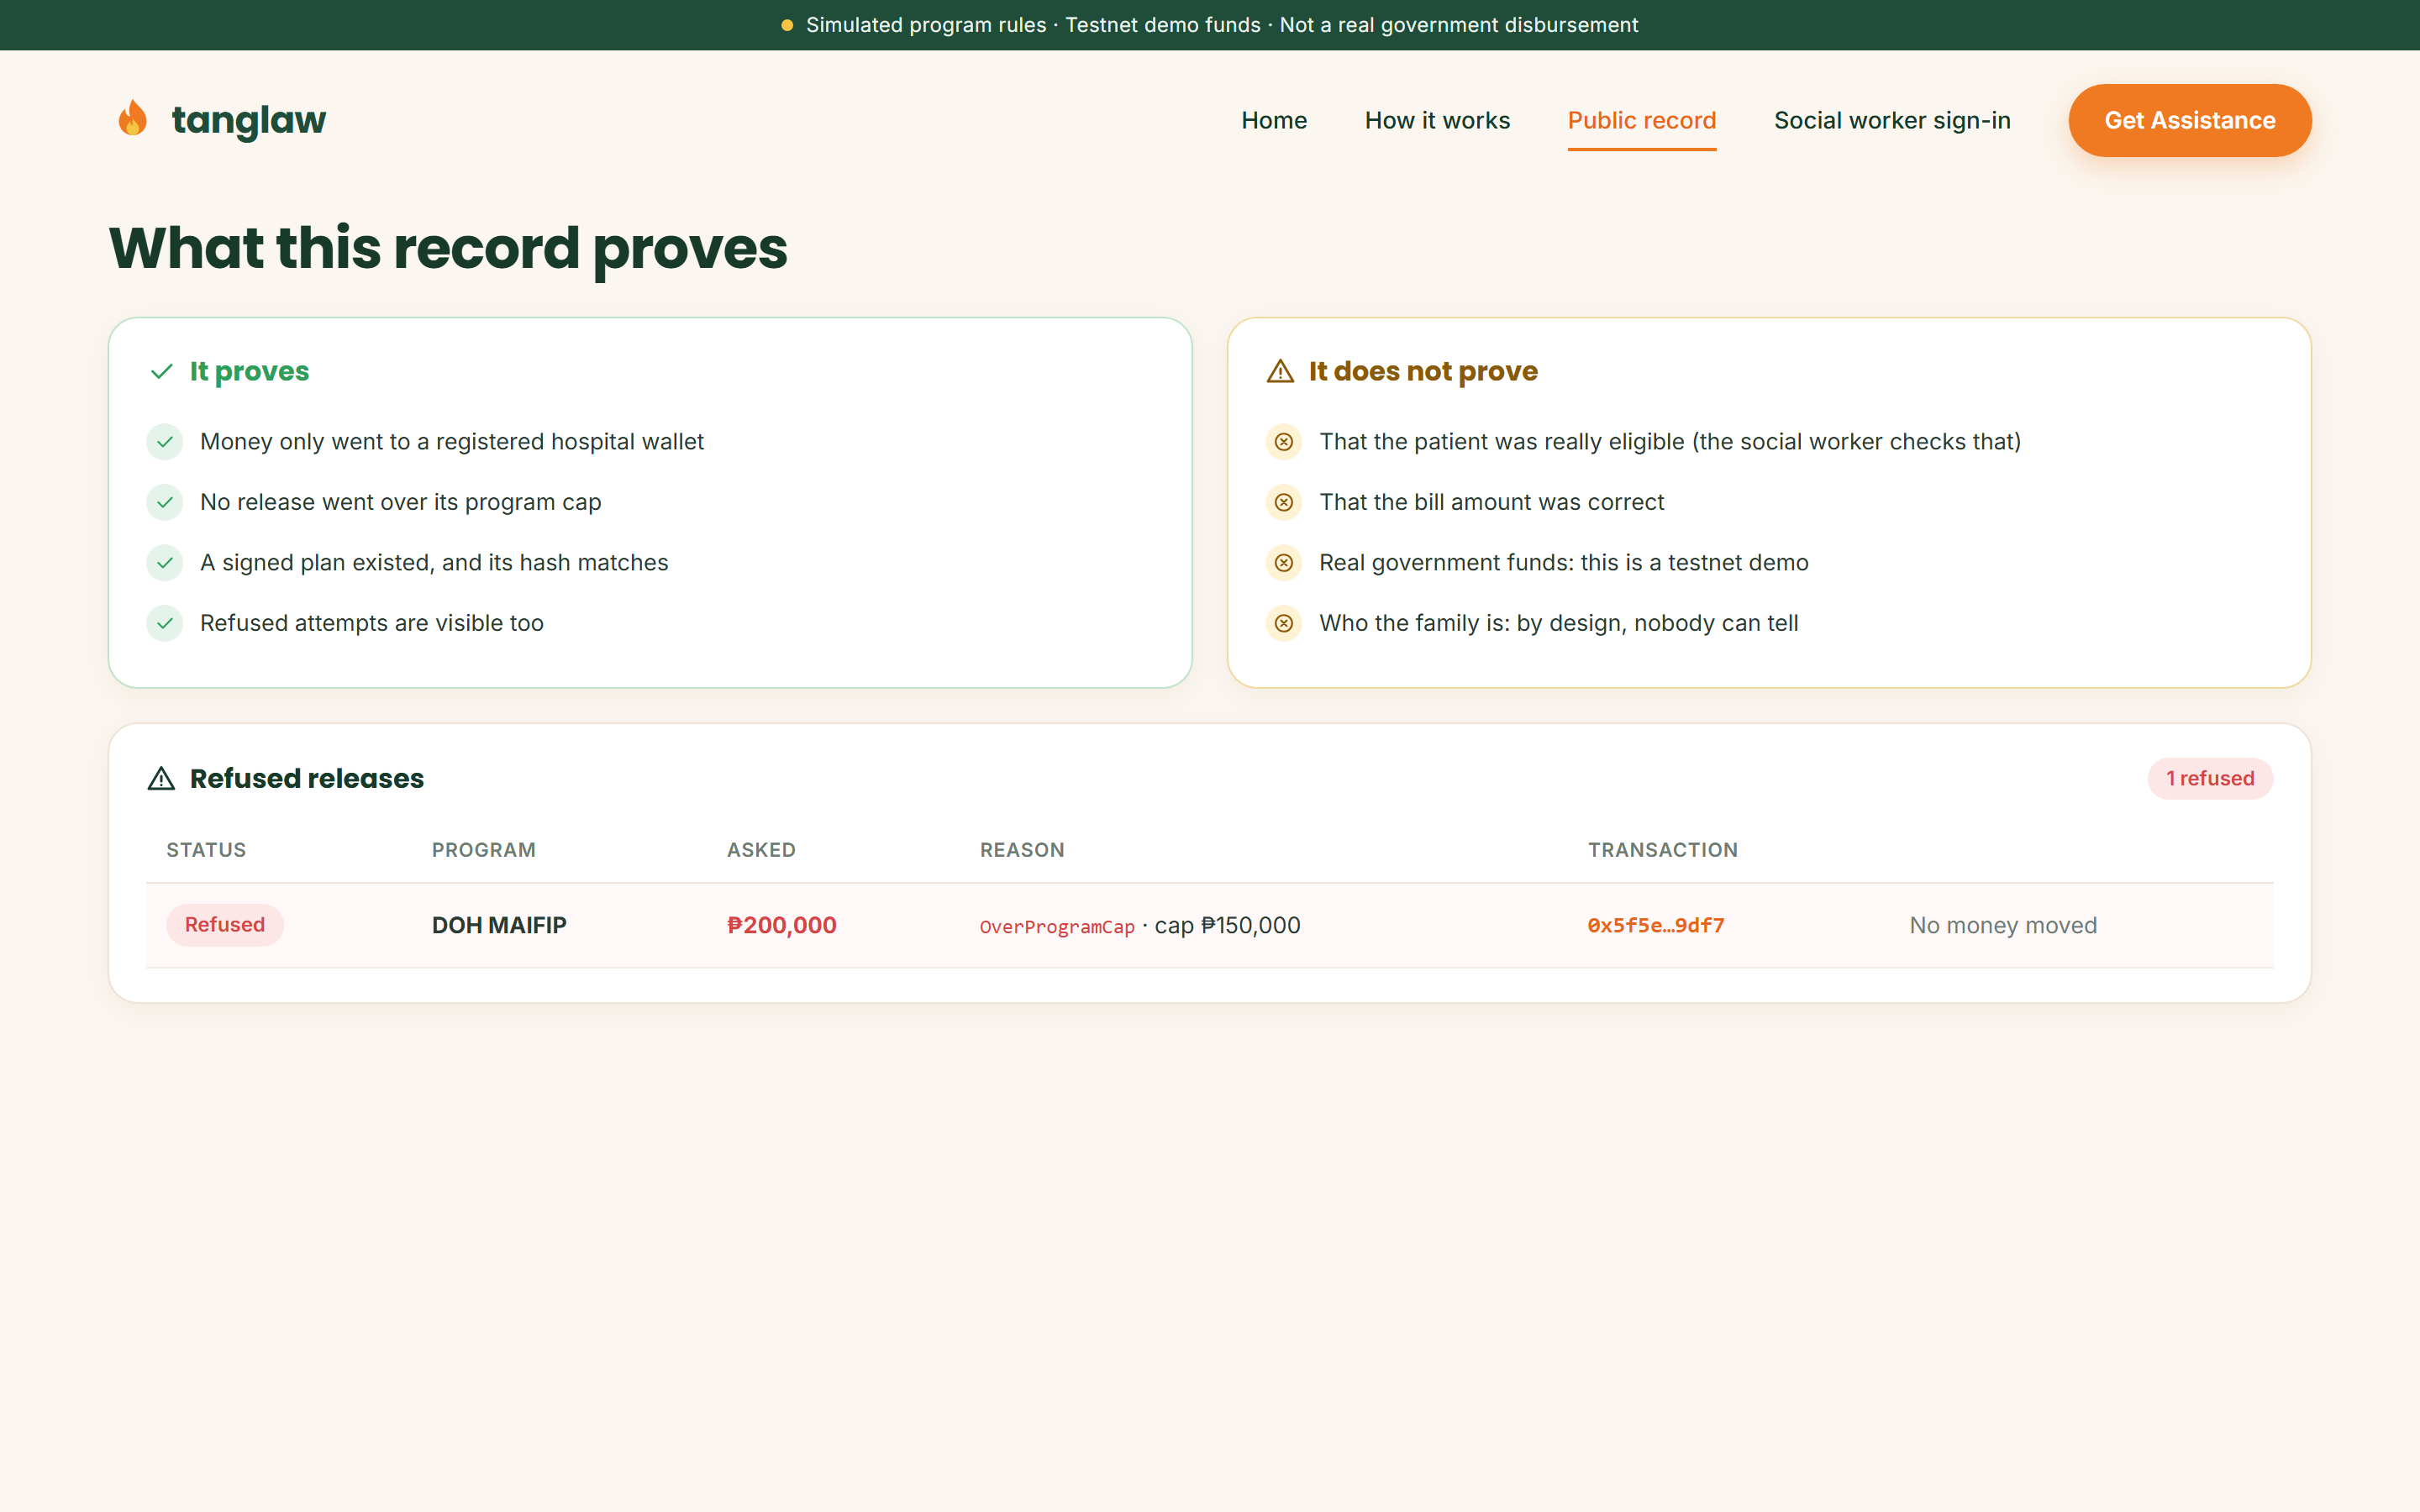 Simulated program rules · Testnet demo funds · Not a real government disbursement
tanglaw
Home
How it works
Public record
Social worker sign-in
Get Assistance
What this record proves
It proves
Money only went to a registered hospital wallet
No release went over its program cap
A signed plan existed, and its hash matches
Refused attempts are visible too
It does not prove
That the patient was really eligible (the social worker checks that)
That the bill amount was correct
Real government funds: this is a testnet demo
Who the family is: by design, nobody can tell
Refused releases
1 refused
STATUS PROGRAM ASKED REASON TRANSACTION
Refused DOH MAIFIP ₱200,000 OverProgramCap · cap ₱150,000 0x5f5e…9df7 No money moved